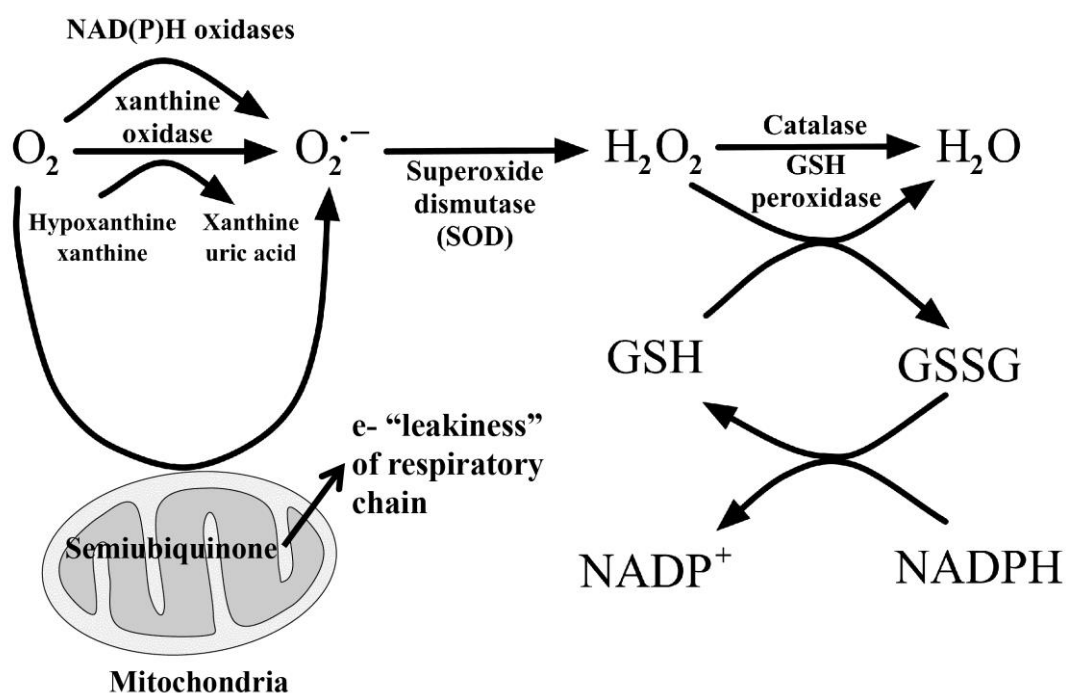 NAD(P)H oxidases
xanthine
oxidase
O₂
O₂·−
Hypoxanthine
xanthine
Xanthine
uric acid
Superoxide
dismutase
(SOD)
H₂O₂
Catalase
GSH
peroxidase
H₂O
GSH
GSSG
e- “leakiness”
of respiratory
chain
Semiubiquinone
NADP⁺
NADPH
Mitochondria